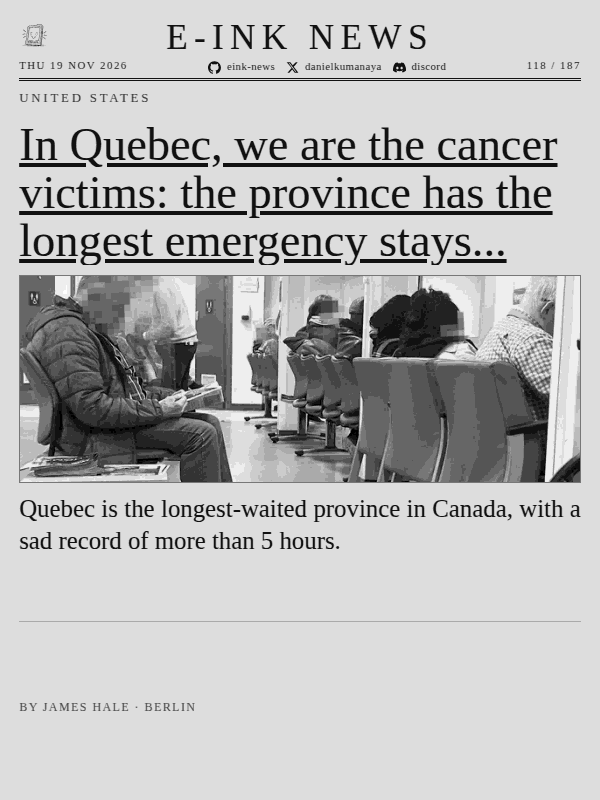 E-INK NEWS
THU 19 NOV 2026
eink-news
danielkumanaya
discord
118 / 187
UNITED STATES
In Quebec, we are the cancer
victims: the province has the
longest emergency stays...
Quebec is the longest-waited province in Canada, with a
sad record of more than 5 hours.
BY JAMES HALE · BERLIN